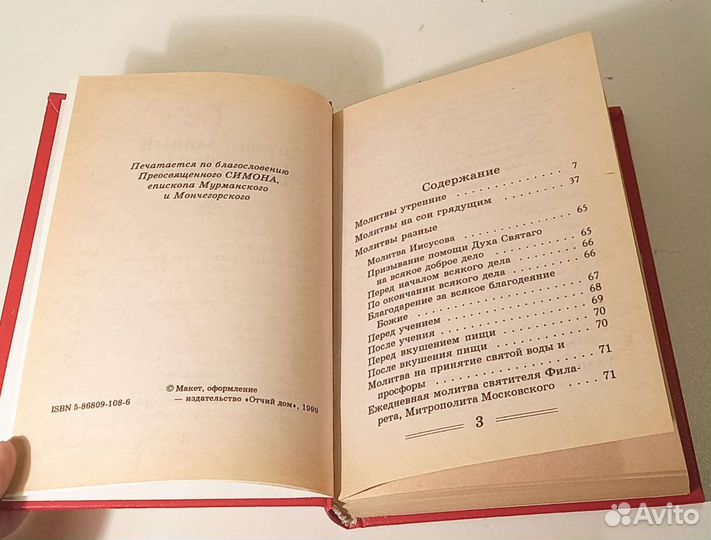 Печатается по благословению
Преосвященного СИМОНА,
епископа Мурманского
и Мончегорского
© Макет, оформление
ISBN 5-86809-108-6 — издательство «Отчий дом», 1999
Содержание
Молитвы утренние . . . . . . . . . . . . 7
Молитвы на сон грядущим . . . . . . . . 37
Молитвы разные
Молитва Иисусова . . . . . . . . . . . . 65
Призывание помощи Духа Святаго
на всякое доброе дело . . . . . . . . . 65
Перед началом всякого дела . . . . . . 66
По окончании всякого дела . . . . . . . 66
Благодарение за всякое благодеяние
Божие . . . . . . . . . . . . . . . . . 67
Перед учением . . . . . . . . . . . . . 68
После учения . . . . . . . . . . . . . . 69
Перед вкушением пищи . . . . . . . . . 70
После вкушения пищи . . . . . . . . . . 70
Молитва на принятие святой воды и
просфоры . . . . . . . . . . . . . . . . 71
Ежедневная молитва святителя Фила-
рета, Митрополита Московского . . . . . 71
3
Avito